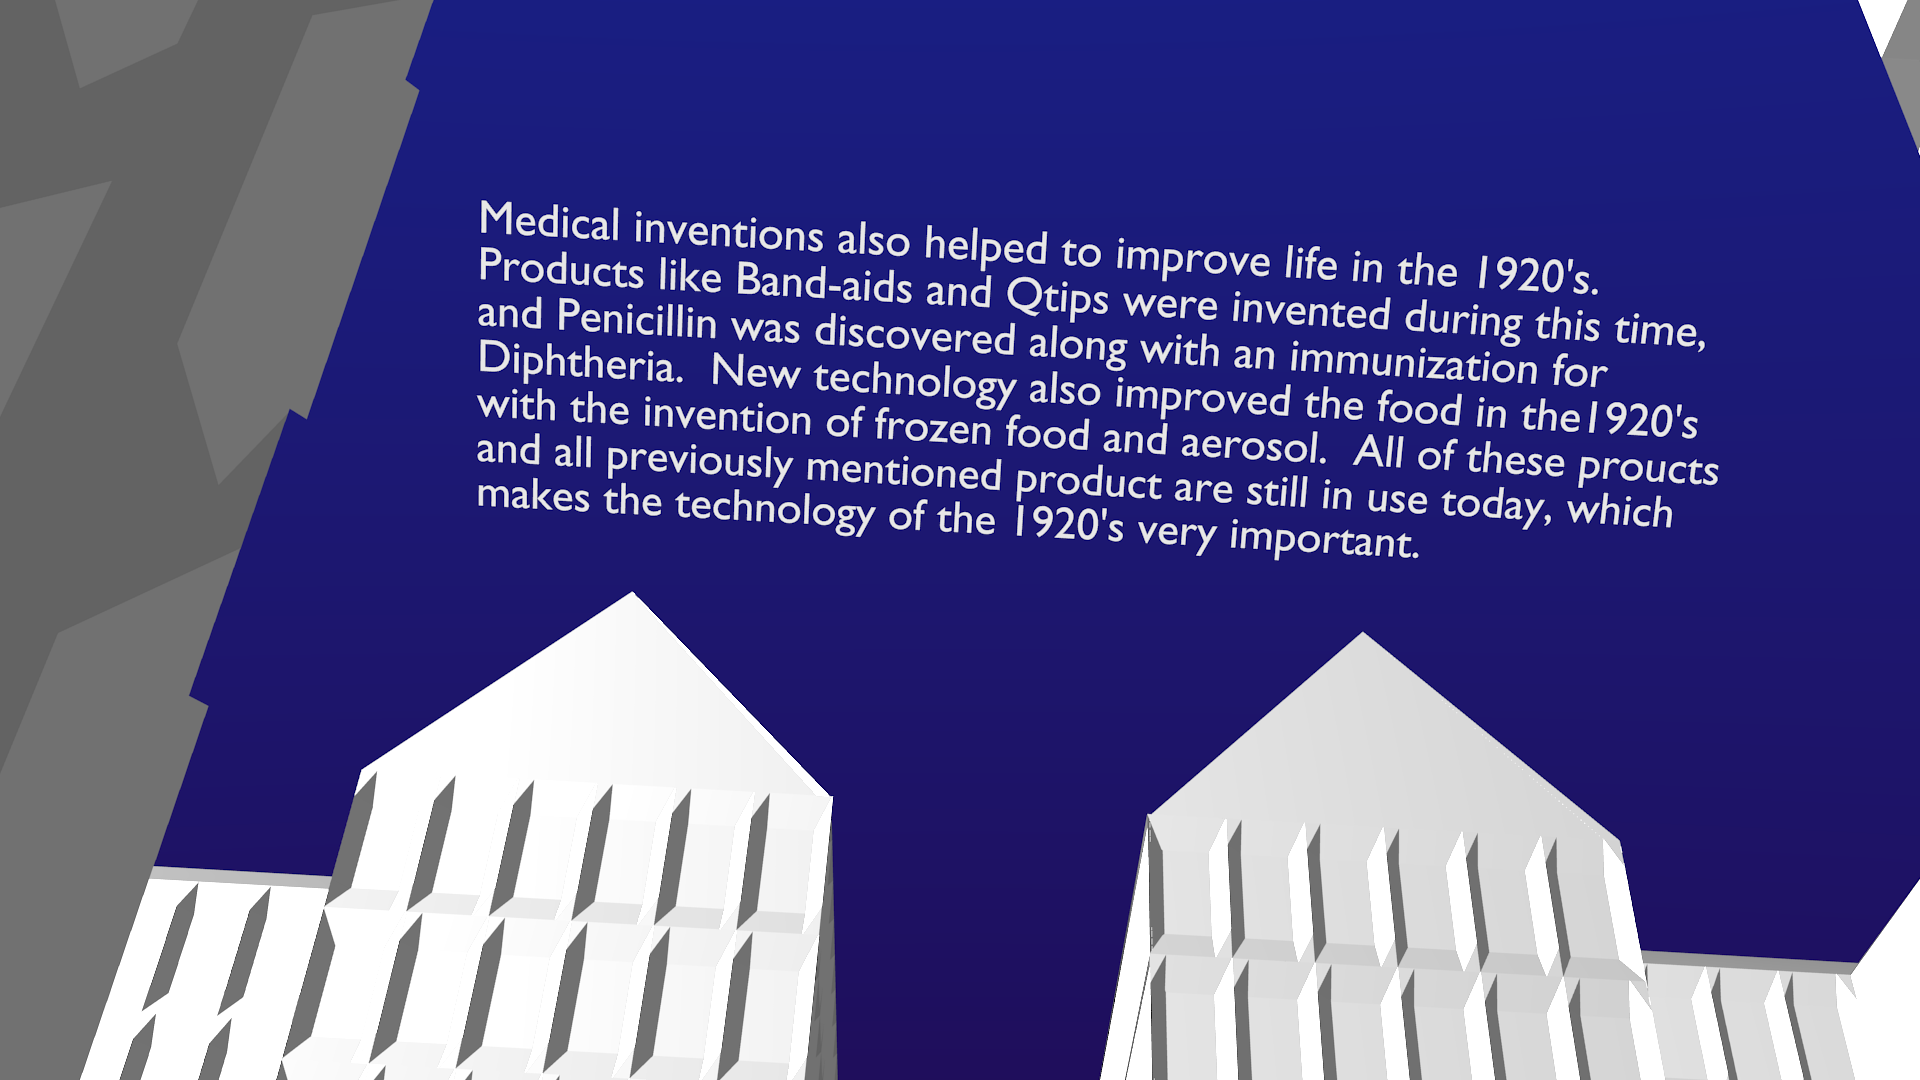 Medical inventions also helped to improve life in the 1920's.
Products like Band-aids and Qtips were invented during this time,
and Penicillin was discovered along with an immunization for
Diphtheria.  New technology also improved the food in the1920's
with the invention of frozen food and aerosol.  All of these proucts
and all previously mentioned product are still in use today, which
makes the technology of the 1920's very important.